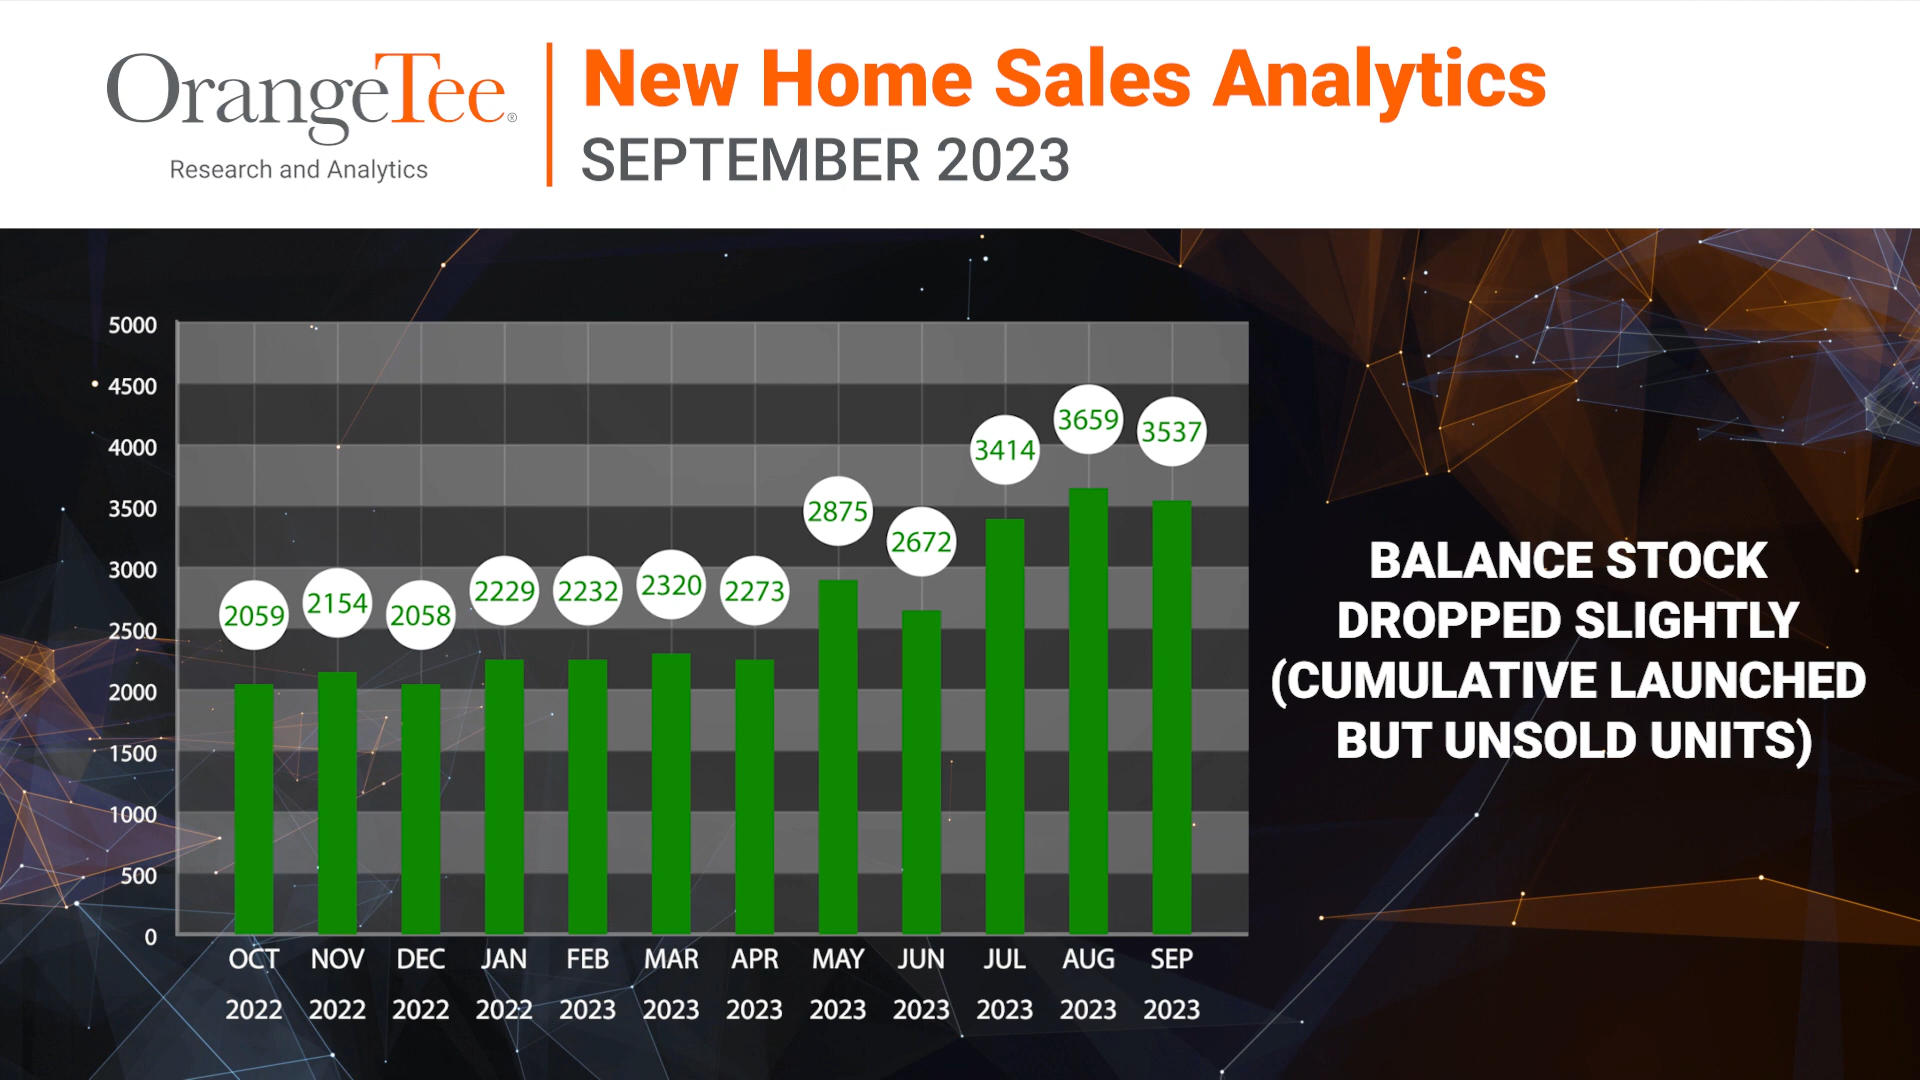 OrangeTee®
Research and Analytics
New Home Sales Analytics
SEPTEMBER 2023
5000
4500
4000
3500
3000
2500
2000
1500
1000
500
0
2059
2154
2058
2229
2232
2320
2273
2875
2672
3414
3659
3537
OCT NOV DEC JAN FEB MAR APR MAY JUN JUL AUG SEP
2022 2022 2022 2022 2023 2023 2023 2023 2023 2023 2023 2023
BALANCE STOCK
DROPPED SLIGHTLY
(CUMULATIVE LAUNCHED
BUT UNSOLD UNITS)